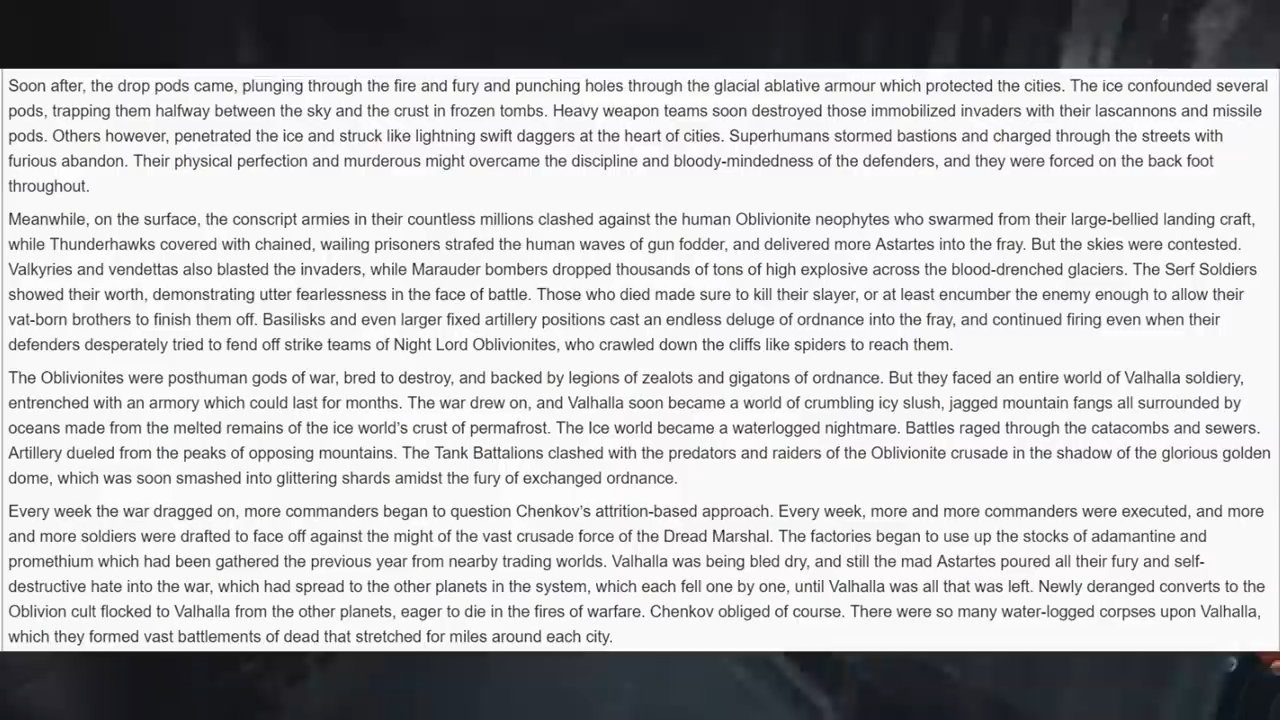 Soon after, the drop pods came, plunging through the fire and fury and punching holes through the glacial ablative armour which protected the cities. The ice confounded several
pods, trapping them halfway between the sky and the crust in frozen tombs. Heavy weapon teams soon destroyed those immobilized invaders with their lascannons and missile
pods. Others however, penetrated the ice and struck like lightning swift daggers at the heart of cities. Superhumans stormed bastions and charged through the streets with
furious abandon. Their physical perfection and murderous might overcame the discipline and bloody-mindedness of the defenders, and they were forced on the back foot
throughout.
Meanwhile, on the surface, the conscript armies in their countless millions clashed against the human Oblivionite neophytes who swarmed from their large-bellied landing craft,
while Thunderhawks covered with chained, wailing prisoners strafed the human waves of gun fodder, and delivered more Astartes into the fray. But the skies were contested.
Valkyries and vendettas also blasted the invaders, while Marauder bombers dropped thousands of tons of high explosive across the blood-drenched glaciers. The Serf Soldiers
showed their worth, demonstrating utter fearlessness in the face of battle. Those who died made sure to kill their slayer, or at least encumber the enemy enough to allow their
vat-born brothers to finish them off. Basilisks and even larger fixed artillery positions cast an endless deluge of ordnance into the fray, and continued firing even when their
defenders desperately tried to fend off strike teams of Night Lord Oblivionites, who crawled down the cliffs like spiders to reach them.
The Oblivionites were posthuman gods of war, bred to destroy, and backed by legions of zealots and gigatons of ordnance. But they faced an entire world of Valhalla soldiery,
entrenched with an armory which could last for months. The war drew on, and Valhalla soon became a world of crumbling icy slush, jagged mountain fangs all surrounded by
oceans made from the melted remains of the ice world's crust of permafrost. The Ice world became a waterlogged nightmare. Battles raged through the catacombs and sewers.
Artillery dueled from the peaks of opposing mountains. The Tank Battalions clashed with the predators and raiders of the Oblivionite crusade in the shadow of the glorious golden
dome, which was soon smashed into glittering shards amidst the fury of exchanged ordnance.
Every week the war dragged on, more commanders began to question Chenkov's attrition-based approach. Every week, more and more commanders were executed, and more
and more soldiers were drafted to face off against the might of the vast crusade force of the Dread Marshal. The factories began to use up the stocks of adamantine and
promethium which had been gathered the previous year from nearby trading worlds. Valhalla was being bled dry, and still the mad Astartes poured all their fury and self-
destructive hate into the war, which had spread to the other planets in the system, which each fell one by one, until Valhalla was all that was left. Newly deranged converts to the
Oblivion cult flocked to Valhalla from the other planets, eager to die in the fires of warfare. Chenkov obliged of course. There were so many water-logged corpses upon Valhalla,
which they formed vast battlements of dead that stretched for miles around each city.